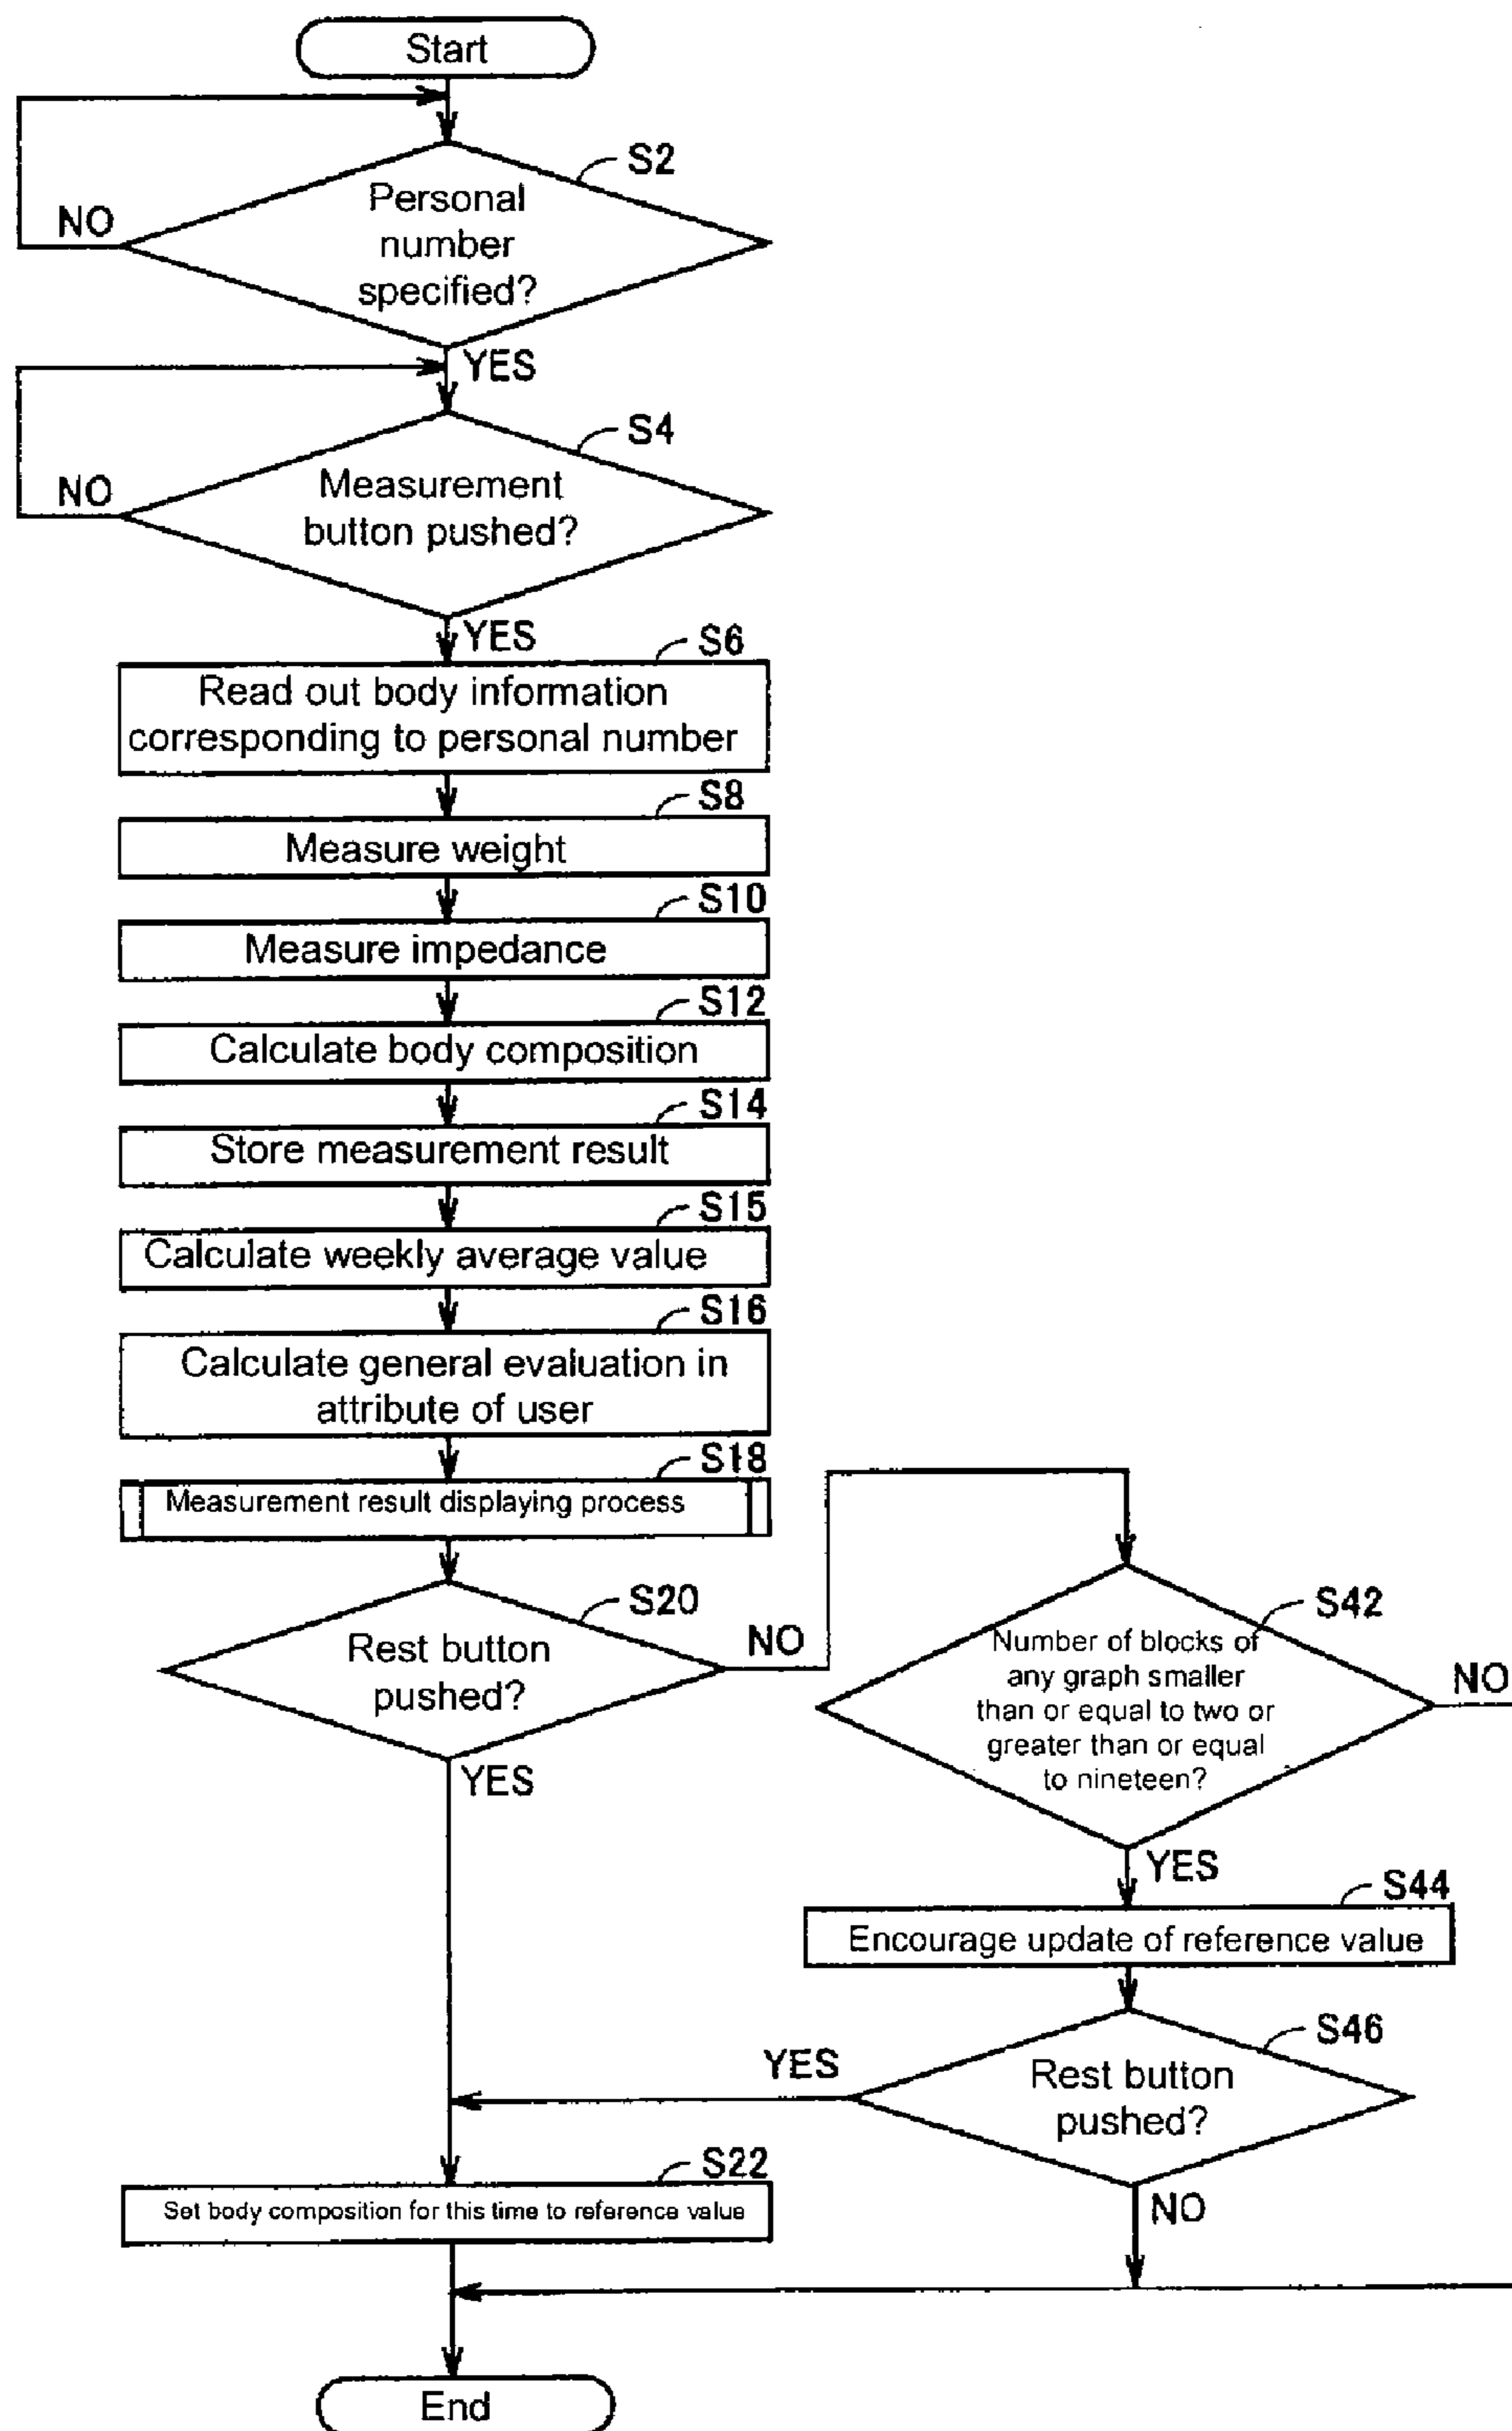 Start
S2
Personal
number
specified?
NO
YES
S4
Measurement
button pushed?
NO
YES
S6
Read out body information
corresponding to personal number
S8
Measure weight
S10
Measure impedance
S12
Calculate body composition
S14
Store measurement result
S15
Calculate weekly average value
S16
Calculate general evaluation in
attribute of user
S18
Measurement result displaying process
S20
Rest button
pushed?
NO
YES
S42
Number of blocks of
any graph smaller
than or equal to two or
greater than or equal
to nineteen?
NO
YES
S44
Encourage update of reference value
S46
Rest button
pushed?
YES
NO
S22
Set body composition for this time to reference value
End